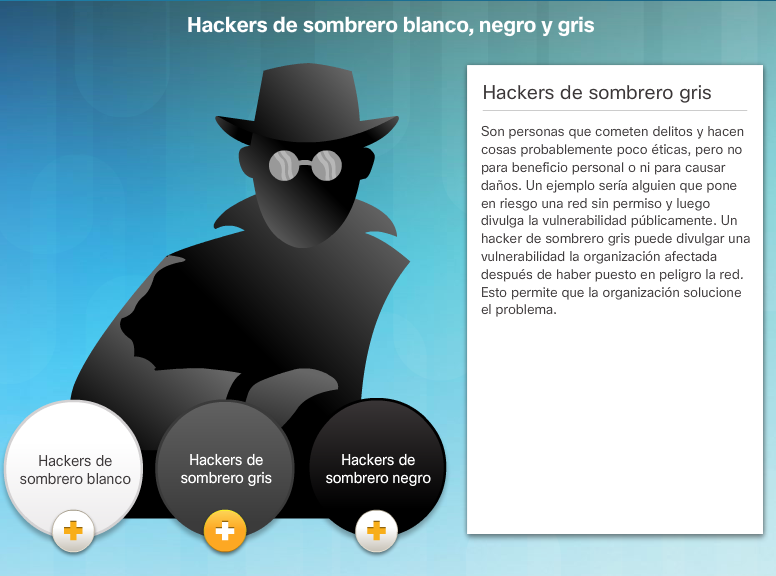 Hackers de sombrero blanco, negro y gris
Hackers de sombrero gris
Son personas que cometen delitos y hacen
cosas probablemente poco éticas, pero no
para beneficio personal o ni para causar
daños. Un ejemplo sería alguien que pone
en riesgo una red sin permiso y luego
divulga la vulnerabilidad públicamente. Un
hacker de sombrero gris puede divulgar una
vulnerabilidad la organización afectada
después de haber puesto en peligro la red.
Esto permite que la organización solucione
el problema.
Hackers de
sombrero blanco
Hackers de
sombrero gris
Hackers de
sombrero negro